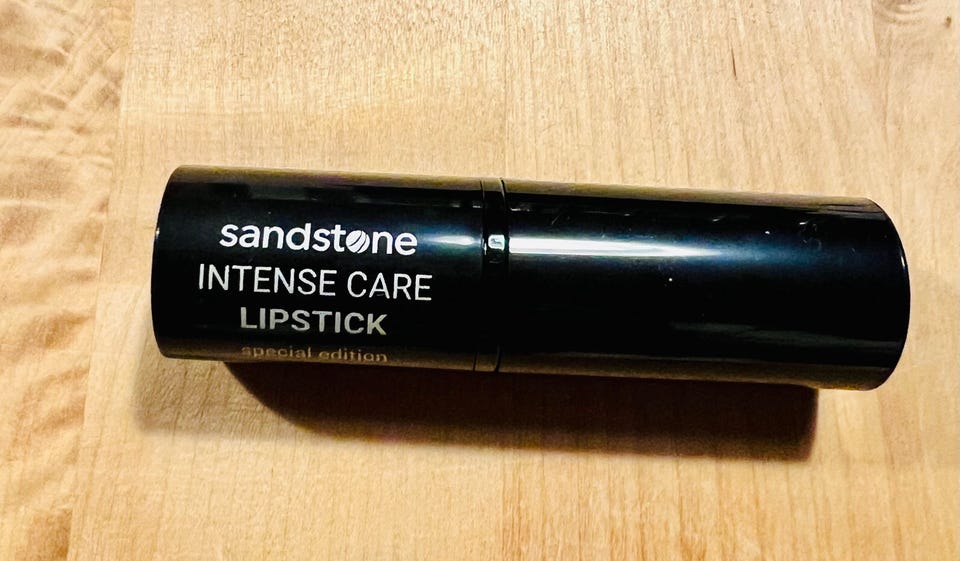 sandstone
INTENSE CARE
LIPSTICK
special edition